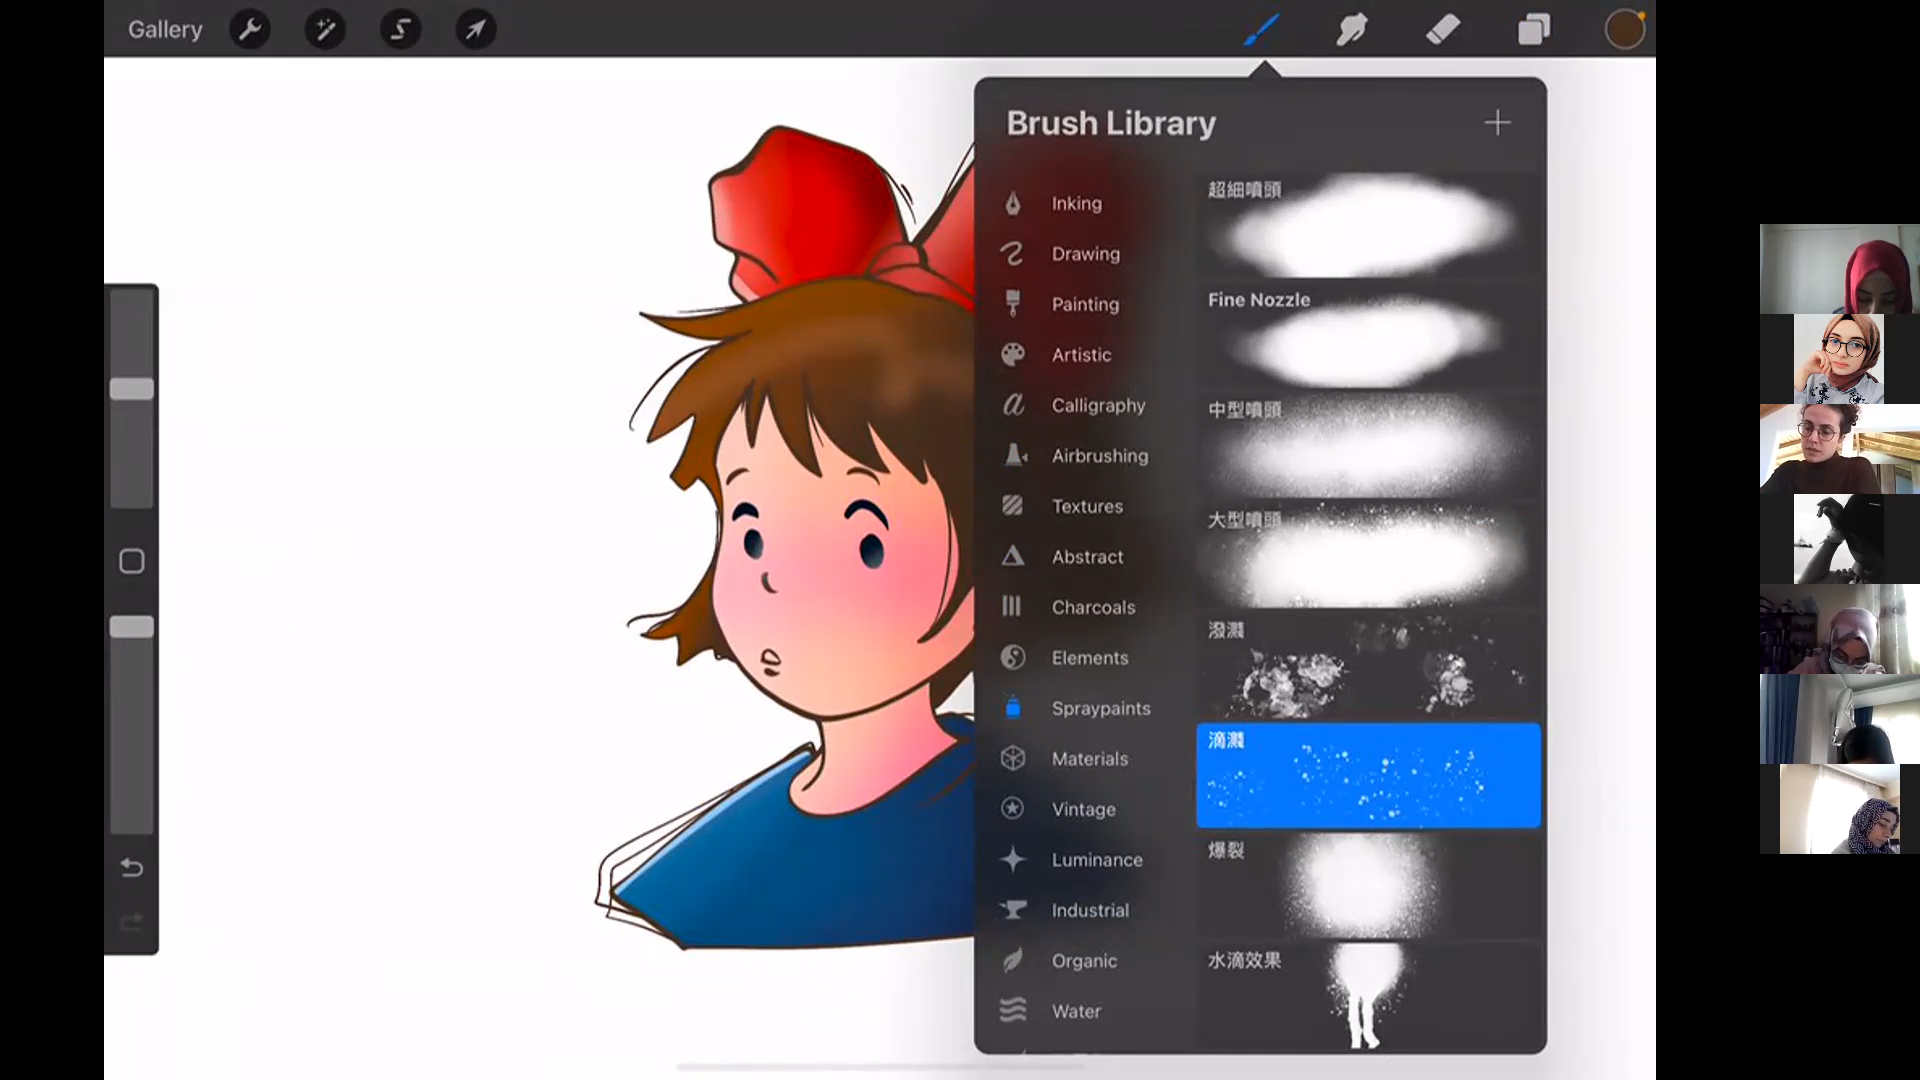 Gallery
Brush Library
Inking
Drawing
Painting
Artistic
Calligraphy
Airbrushing
Textures
Abstract
Charcoals
Elements
Spraypaints
Materials
Vintage
Luminance
Industrial
Organic
Water
超細噴頭
Fine Nozzle
中型噴頭
大型噴頭
潑濺
滴濺
爆裂
水滴效果